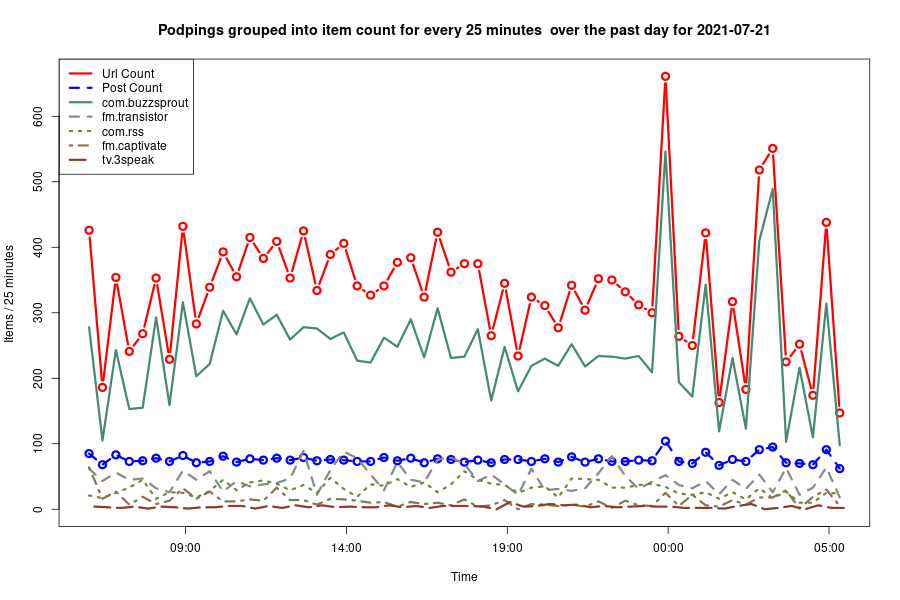 Podpings grouped into item count for every 25 minutes  over the past day for 2021-07-21
Url Count
Post Count
com.buzzsprout
fm.transistor
com.rss
fm.captivate
tv.3speak
Items / 25 minutes
600
500
400
300
200
100
0
09:00
14:00
19:00
00:00
05:00
Time